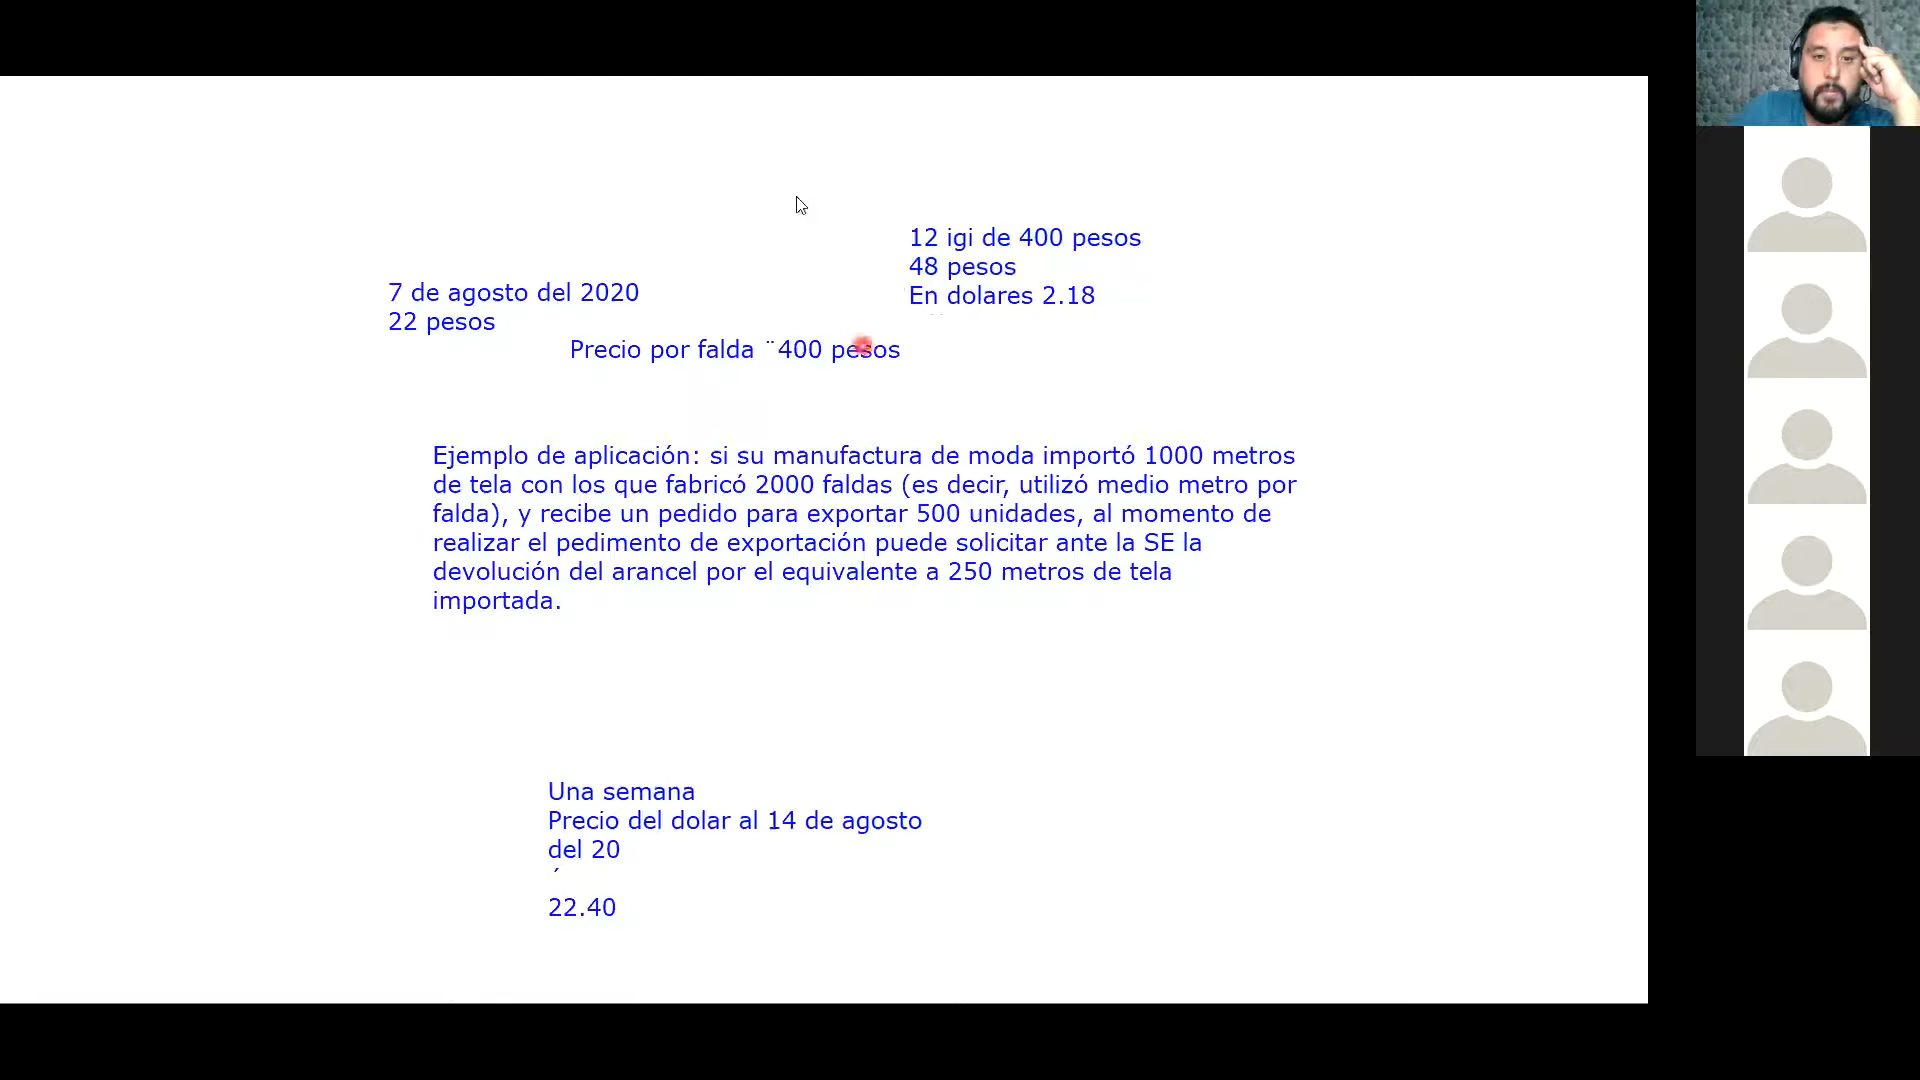 12 igi de 400 pesos
48 pesos
En dolares 2.18
7 de agosto del 2020
22 pesos
Precio por falda ¨400 pesos
Ejemplo de aplicación: si su manufactura de moda importó 1000 metros
de tela con los que fabricó 2000 faldas (es decir, utilizó medio metro por
falda), y recibe un pedido para exportar 500 unidades, al momento de
realizar el pedimento de exportación puede solicitar ante la SE la
devolución del arancel por el equivalente a 250 metros de tela
importada.
Una semana
Precio del dolar al 14 de agosto
del 20
´
22.40